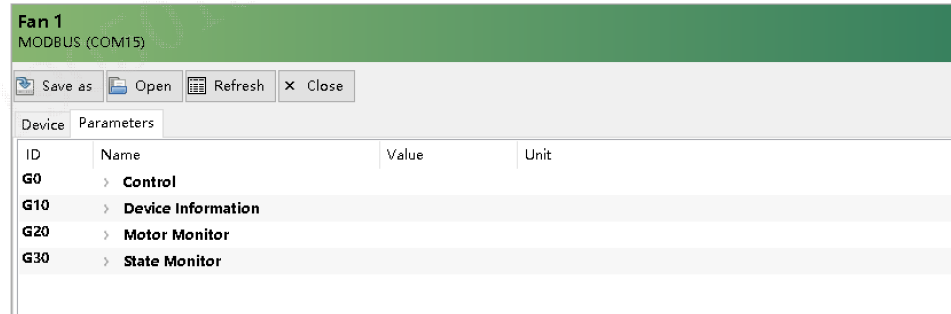 Fan 1
MODBUS (COM15)
Save as Open Refresh × Close
Device Parameters
ID Name Value Unit
G0 > Control
G10 > Device Information
G20 > Motor Monitor
G30 > State Monitor